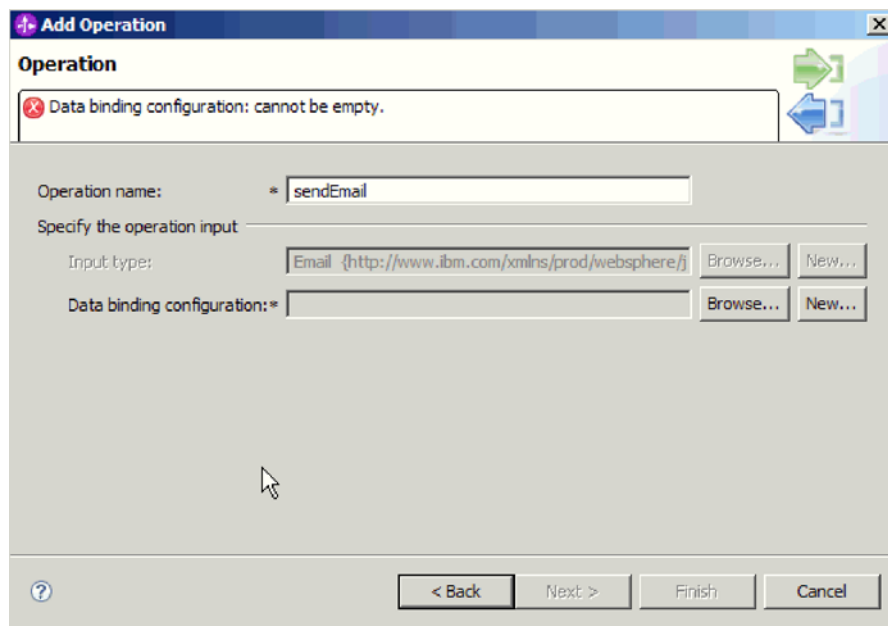 Add Operation
Operation
Data binding configuration: cannot be empty.
Operation name: * sendEmail
Specify the operation input
Input type: Email {http://www.ibm.com/xmlns/prod/websphere/j Browse... New...
Data binding configuration:* Browse... New...
? < Back Next > Finish Cancel